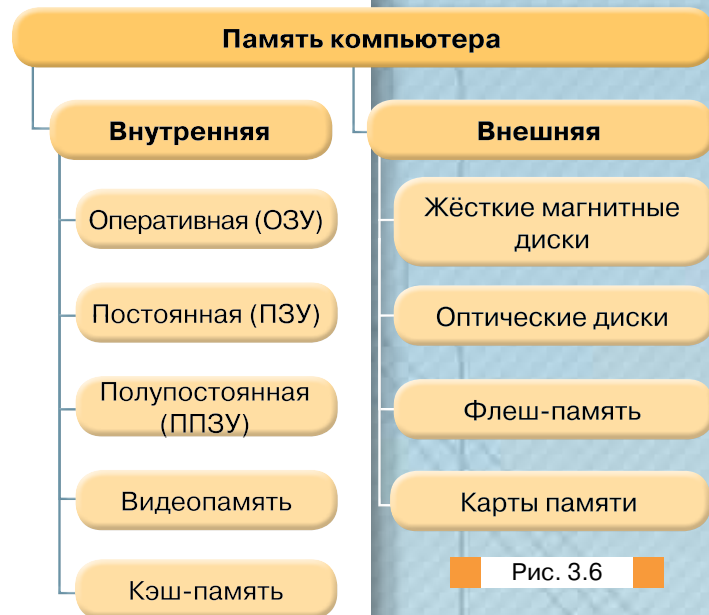 Память компьютера
Внутренняя
Оперативная (ОЗУ)
Постоянная (ПЗУ)
Полупостоянная
(ППЗУ)
Видеопамять
Кэш-память
Внешняя
Жёсткие магнитные
диски
Оптические диски
Флеш-память
Карты памяти
Рис. 3.6